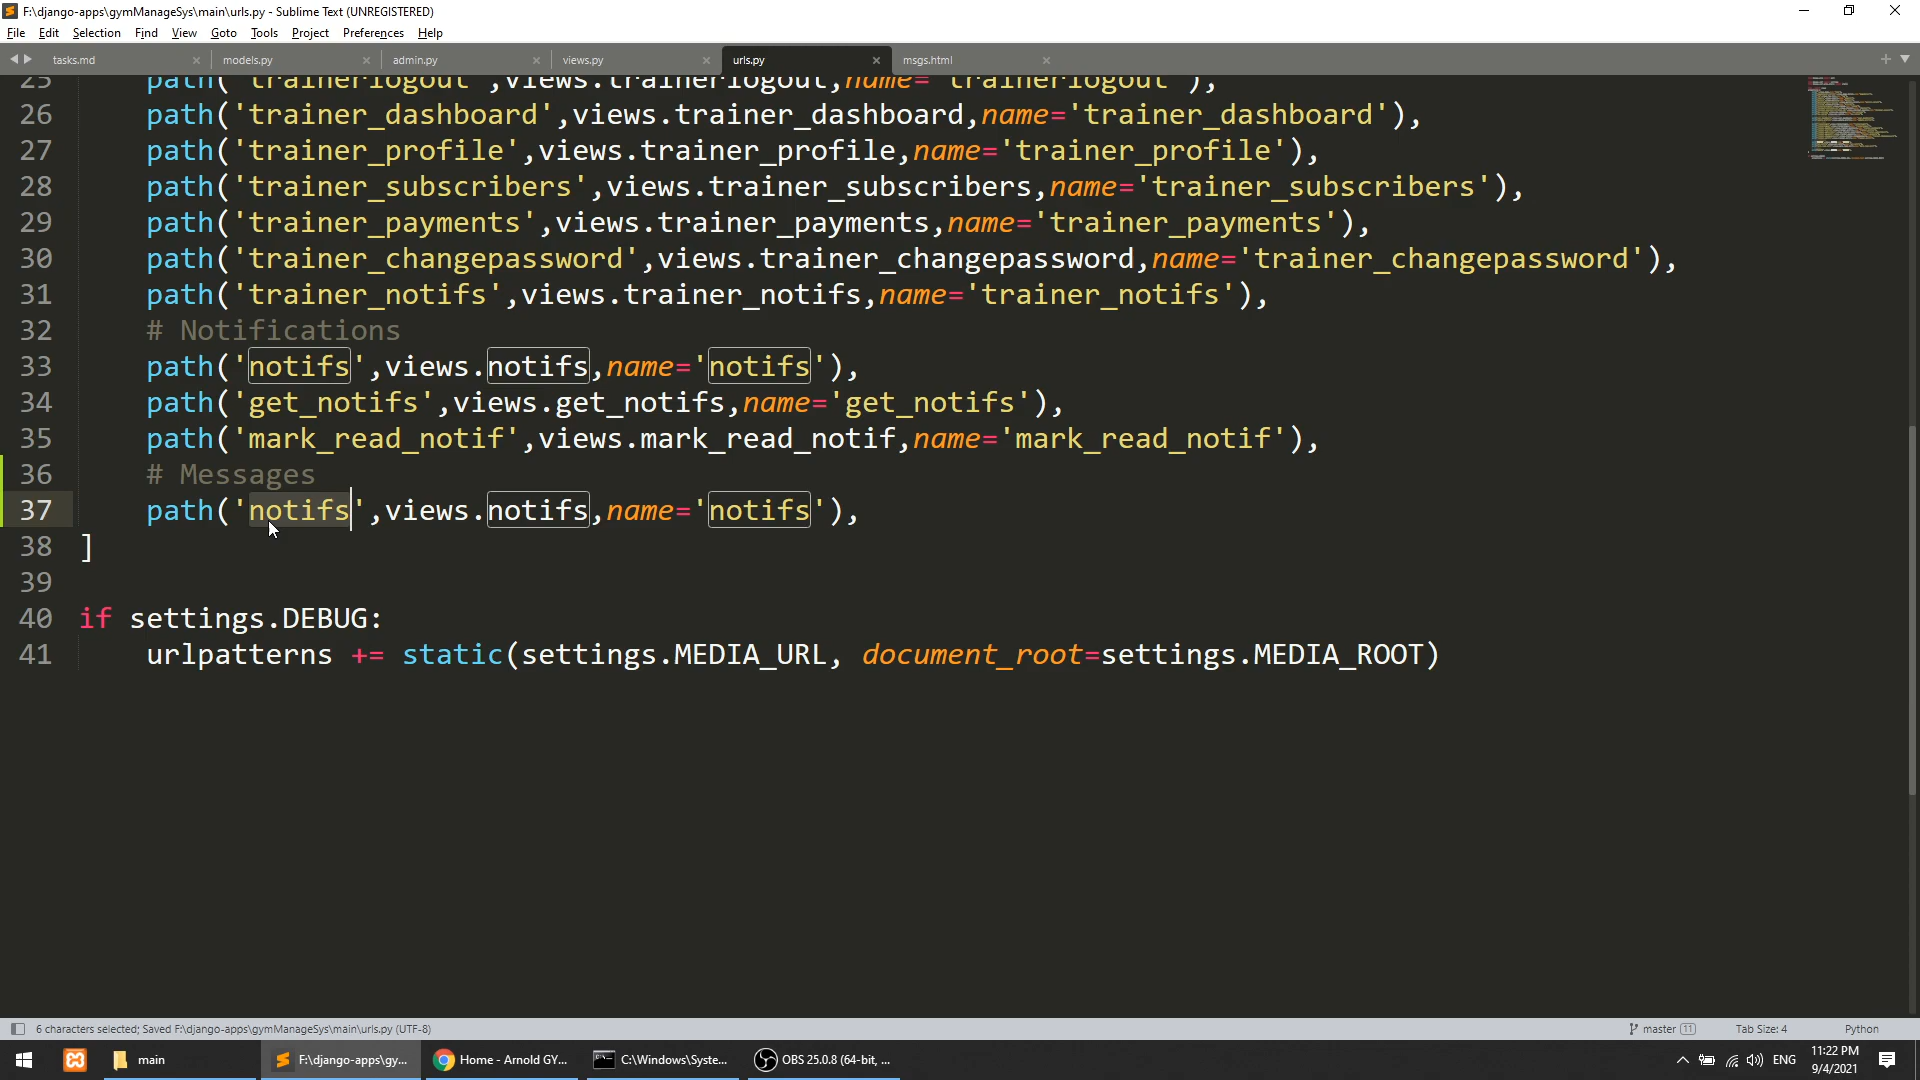 F:\django-apps\gymManageSys\main\urls.py - Sublime Text (UNREGISTERED)
File Edit Selection Find View Goto Tools Project Preferences Help
tasks.md models.py admin.py views.py urls.py msgs.html
25 path('trainerlogout',views.trainerlogout,name='trainerlogout'),
26 path('trainer_dashboard',views.trainer_dashboard,name='trainer_dashboard'),
27 path('trainer_profile',views.trainer_profile,name='trainer_profile'),
28 path('trainer_subscribers',views.trainer_subscribers,name='trainer_subscribers'),
29 path('trainer_payments',views.trainer_payments,name='trainer_payments'),
30 path('trainer_changepassword',views.trainer_changepassword,name='trainer_changepassword'),
31 path('trainer_notifs',views.trainer_notifs,name='trainer_notifs'),
32 # Notifications
33 path('notifs',views.notifs,name='notifs'),
34 path('get_notifs',views.get_notifs,name='get_notifs'),
35 path('mark_read_notif',views.mark_read_notif,name='mark_read_notif'),
36 # Messages
37 path('notifs',views.notifs,name='notifs'),
38 ]
39
40 if settings.DEBUG:
41 urlpatterns += static(settings.MEDIA_URL, document_root=settings.MEDIA_ROOT)
6 characters selected; Saved F:\django-apps\gymManageSys\main\urls.py (UTF-8) master 11 Tab Size: 4 Python
main F:\django-apps\gy... Home - Arnold GY... C:\Windows\Syste... OBS 25.0.8 (64-bit, ... ENG 11:22 PM
9/4/2021